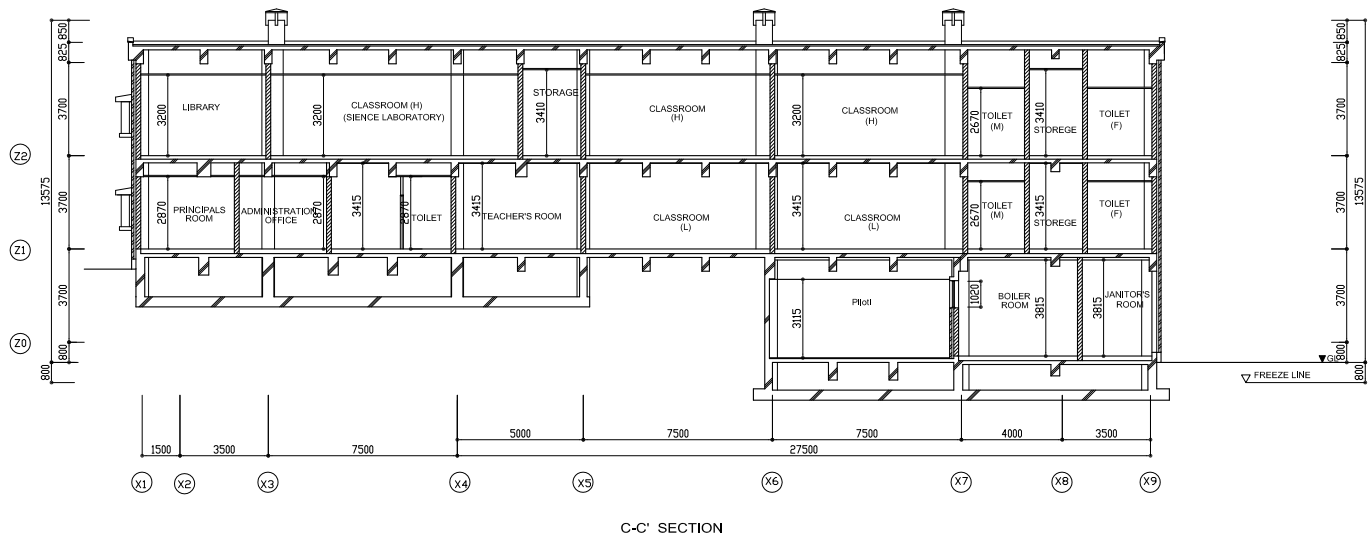 850
825
3700
3700
3700
800
800
13575
Z2
Z1
Z0
LIBRARY
3200
3200
CLASSROOM (H)
(SIENCE LABORATORY)
STORAGE
3410
CLASSROOM
(H)
3200
CLASSROOM
(H)
2670
TOILET
(M)
3410
STOREGE
TOILET
(F)
2870
PRINCIPALS
ROOM
ADMINISTRATION
OFFICE
2870
3415
2870
TOILET
3415
TEACHER'S ROOM
CLASSROOM
(L)
3415
CLASSROOM
(L)
2670
TOILET
(M)
3415
STOREGE
TOILET
(F)
3115
Piloti
1020
BOILER
ROOM
3815
3815
JANITOR'S
ROOM
850
825
3700
3700
3700
800
800
13575
GL
FREEZE LINE
5000
7500
7500
4000
3500
1500
3500
7500
27500
X1
X2
X3
X4
X5
X6
X7
X8
X9
C-C' SECTION